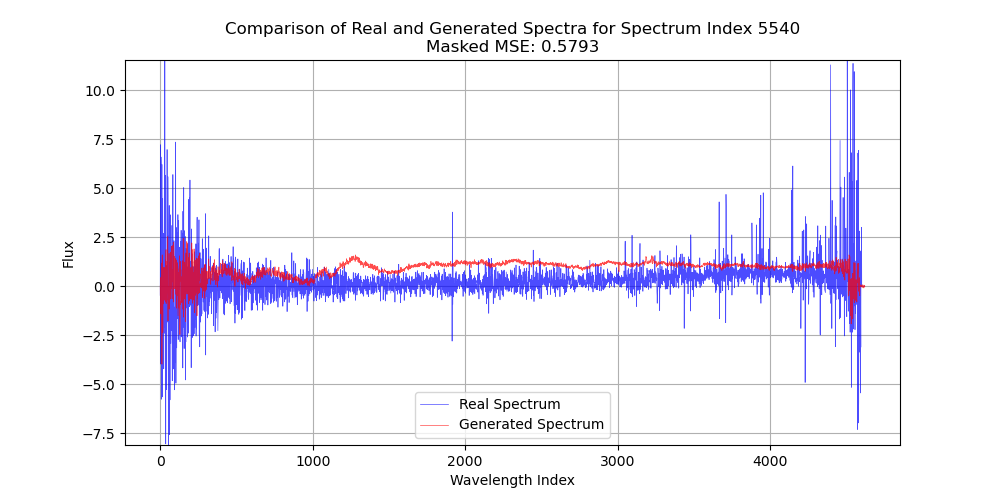 Comparison of Real and Generated Spectra for Spectrum Index 5540
Masked MSE: 0.5793
10.0
7.5
5.0
2.5
0.0
−2.5
−5.0
−7.5
Flux
Real Spectrum
Generated Spectrum
0 1000 2000 3000 4000
Wavelength Index